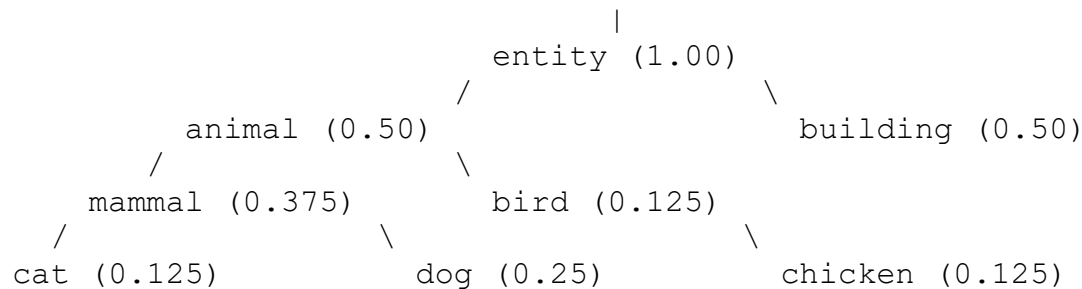 entity (1.00)
animal (0.50) building (0.50)
mammal (0.375) bird (0.125)
cat (0.125) dog (0.25) chicken (0.125)